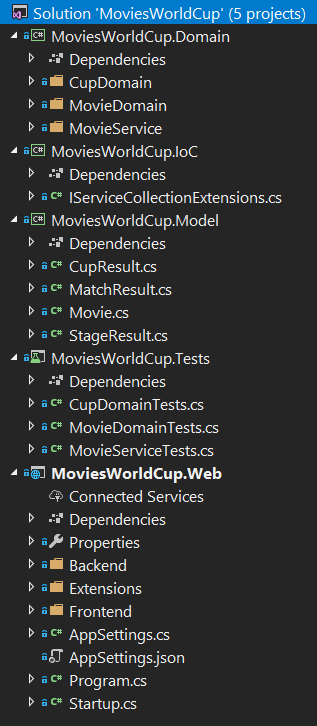 Solution 'MoviesWorldCup' (5 projects)
C# MoviesWorldCup.Domain
Dependencies
CupDomain
MovieDomain
MovieService
C# MoviesWorldCup.IoC
Dependencies
C# IServiceCollectionExtensions.cs
C# MoviesWorldCup.Model
Dependencies
C# CupResult.cs
C# MatchResult.cs
C# Movie.cs
C# StageResult.cs
MoviesWorldCup.Tests
Dependencies
C# CupDomainTests.cs
C# MovieDomainTests.cs
C# MovieServiceTests.cs
MoviesWorldCup.Web
Connected Services
Dependencies
Properties
Backend
Extensions
Frontend
C# AppSettings.cs
AppSettings.json
C# Program.cs
C# Startup.cs